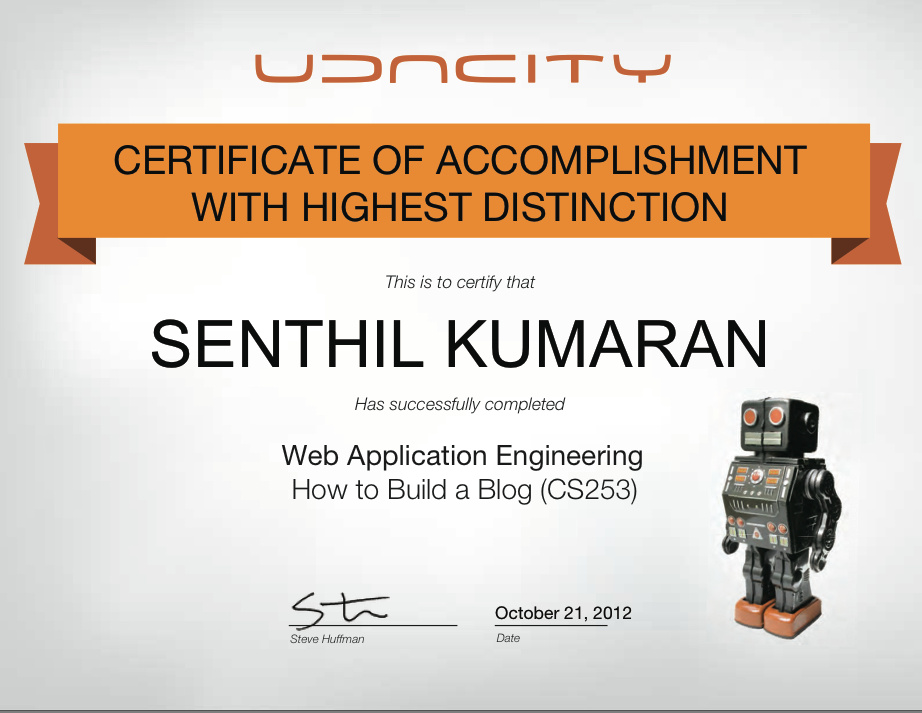 UDACITY
CERTIFICATE OF ACCOMPLISHMENT
WITH HIGHEST DISTINCTION
This is to certify that
SENTHIL KUMARAN
Has successfully completed
Web Application Engineering
How to Build a Blog (CS253)
October 21, 2012
Steve Huffman
Date